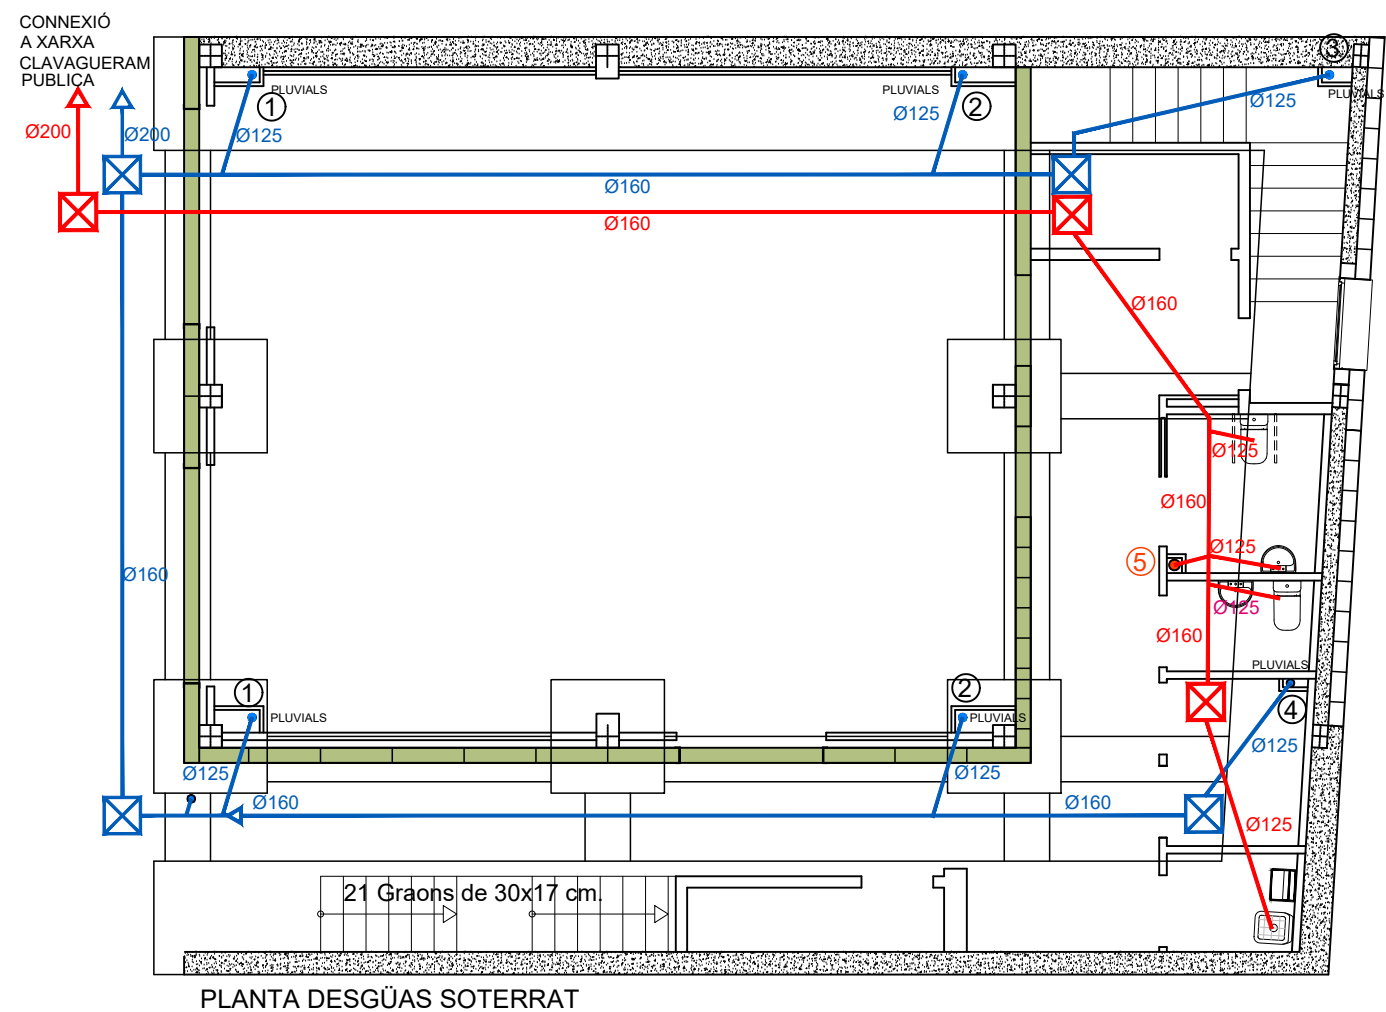 CONNEXIÓ
A XARXA
CLAVAGUERAM
PUBLICA
3
PLUVIALS
PLUVIALS
PLUVIALS
1
2
Ø125
Ø125
Ø125
Ø200
Ø200
Ø160
Ø160
Ø160
Ø125
Ø160
Ø125
5
Ø160
Ø125
Ø160
PLUVIALS
1
2
PLUVIALS
PLUVIALS
4
Ø125
Ø125
Ø125
Ø160
Ø160
Ø125
21 Graons de 30x17 cm.
PLANTA DESGÜAS SOTERRAT